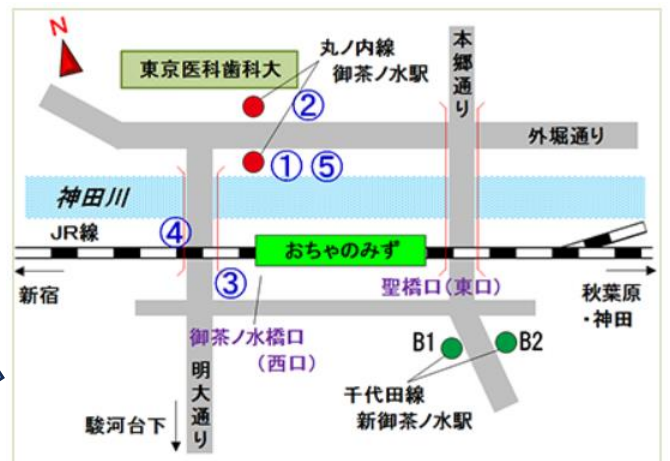 N
東京医科歯科大
丸ノ内線
御茶ノ水駅
本郷通り
②
外堀通り
① ⑤
神田川
④
JR線
おちゃのみず
新宿
③
聖橋口(東口)
秋葉原
・神田
御茶ノ水橋口
(西口)
B1
B2
明大通り
千代田線
新御茶ノ水駅
駿河台下